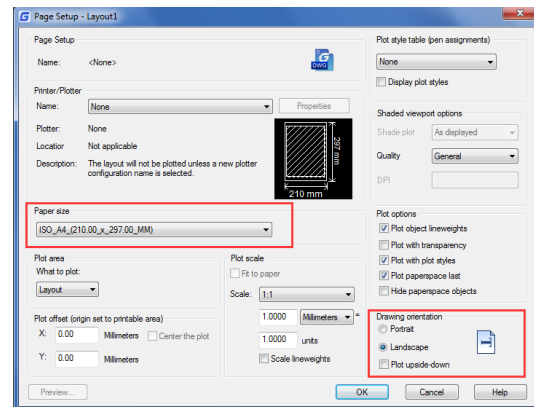 Page Setup - Layout1
Page Setup
Name: <None>
DWG
Printer/Plotter
Name: None Properties
Plotter: None
Locatior Not applicable
Description: The layout will not be plotted unless a new plotter
configuration name is selected.
297 mm
210 mm
Paper size
ISO_A4_(210.00_x_297.00_MM)
Plot area
What to plot:
Layout
Plot offset (origin set to printable area)
X: 0.00 Millimeters Center the plot
Y: 0.00 Millimeters
Plot scale
Fit to paper
Scale: 1:1
1.0000 Millimeters =
1.0000 units
Scale lineweights
Plot style table (pen assignments)
None
Display plot styles
Shaded viewport options
Shade plot As displayed
Quality General
DPI
Plot options
Plot object lineweights
Plot with transparency
Plot with plot styles
Plot paperspace last
Hide paperspace objects
Drawing orientation
Portrait
Landscape
Plot upside-down
Preview... OK Cancel Help